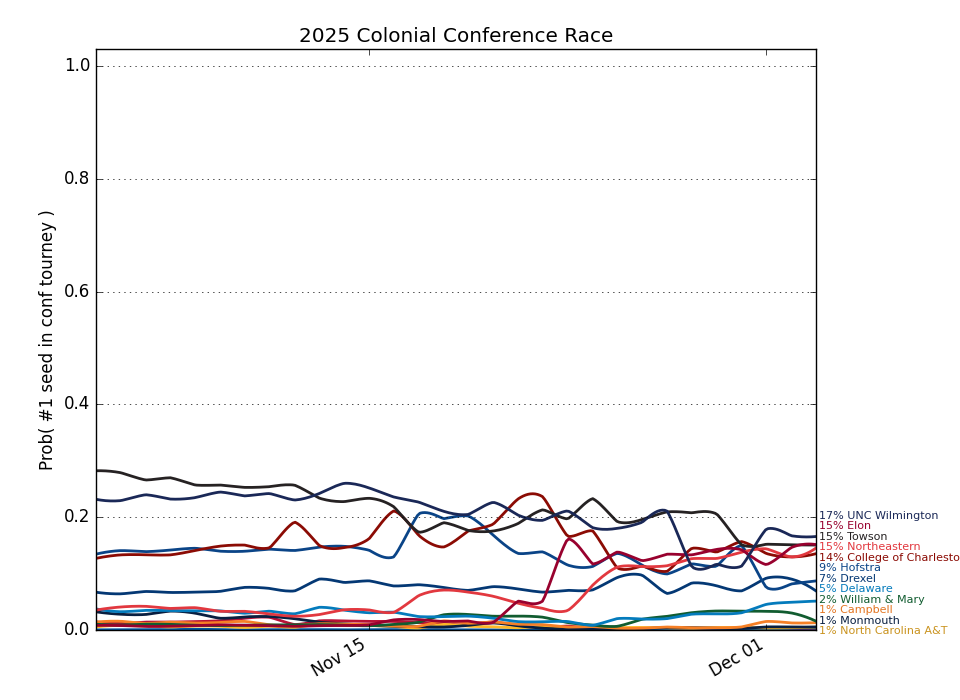 2025 Colonial Conference Race
Prob( #1 seed in conf tourney )
1.0
0.8
0.6
0.4
0.2
0.0
Nov 15
Dec 01
17% UNC Wilmington
15% Elon
15% Towson
15% Northeastern
14% College of Charlesto
9% Hofstra
7% Drexel
5% Delaware
2% William & Mary
1% Campbell
1% Monmouth
1% North Carolina A&T